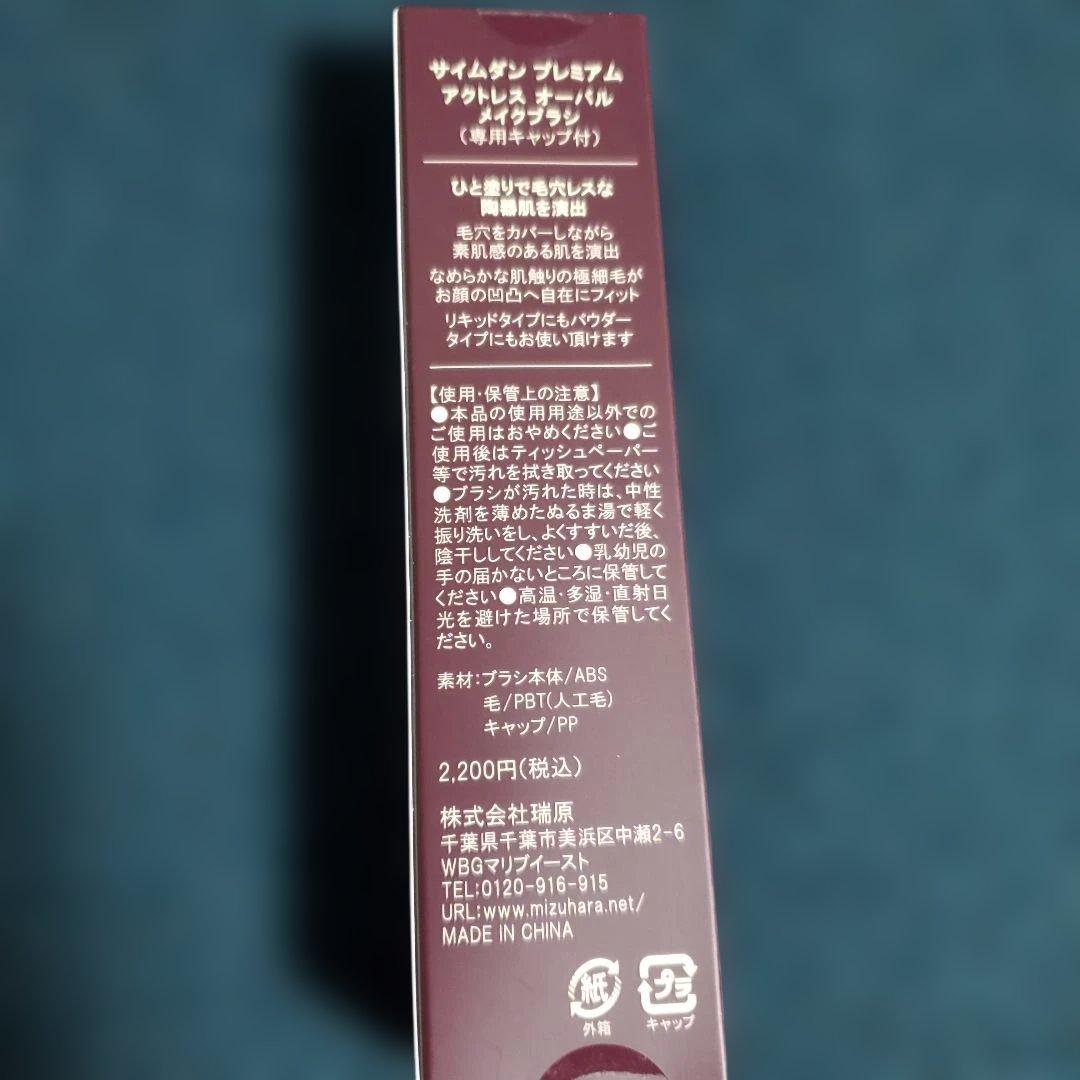 サイムダン プレミアム
アクトレス オーバル
メイクブラシ
(専用キャップ付)
ひと塗りで毛穴レスな
陶器肌を演出
毛穴をカバーしながら
素肌感のある肌を演出
なめらかな肌触りの極細毛が
お顔の凹凸へ自在にフィット
リキッドタイプにもパウダー
タイプにもお使い頂けます
【使用・保管上の注意】
●本品の使用用途以外での
ご使用はおやめください●ご
使用後はティッシュペーパー
等で汚れを拭き取ってください
●ブラシが汚れた時は、中性
洗剤を薄めたぬるま湯で軽く
振り洗いをし、よくすすいだ後、
陰干ししてください●乳幼児の
手の届かないところに保管して
ください●高温・多湿・直射日
光を避けた場所で保管してく
ださい。
素材:ブラシ本体/ABS
毛/PBT(人工毛)
キャップ/PP
2,200円(税込)
株式会社瑞原
千葉県千葉市美浜区中瀬2-6
WBGマリブイースト
TEL:0120-916-915
URL:www.mizuhara.net/
MADE IN CHINA
紙 プラ
外箱 キャップ